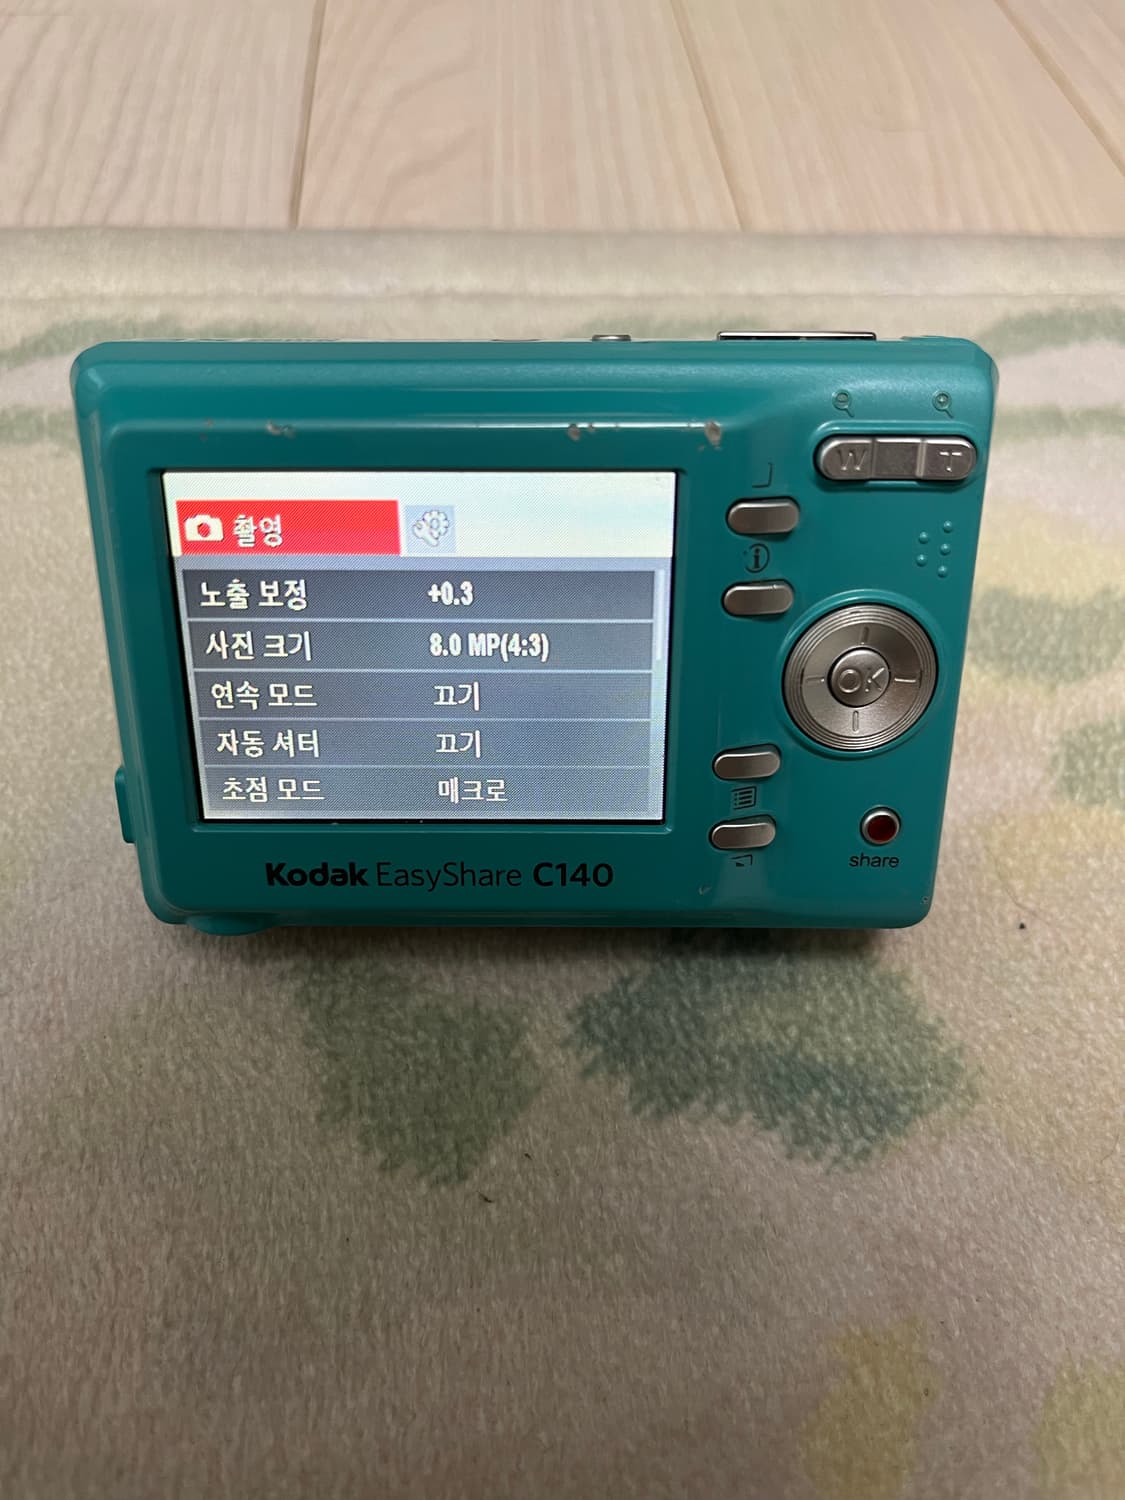 촬영
노출 보정 +0.3
사진 크기 8.0 MP(4:3)
연속 모드 끄기
자동 셔터 끄기
초점 모드 매크로
W T
OK
share
Kodak EasyShare C140